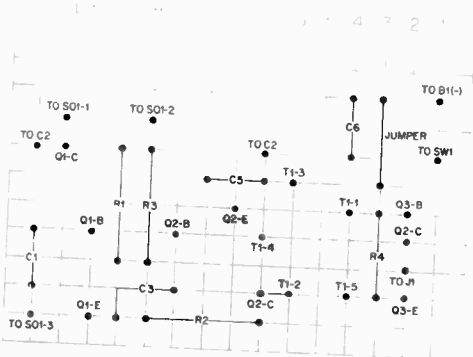 TO SO1-1
TO SO1-2
TO B1(-)
TO C2
Q1-C
TO C2
C6
JUMPER
TO SW1
T1-3
C5
R1
R3
Q1-B
Q2-B
Q2-E
T1-4
T1-1
Q3-B
Q2-C
R4
C1
C3
T1-2
Q2-C
T1-5
TO J1
Q3-E
TO SO1-3
Q1-E
R2